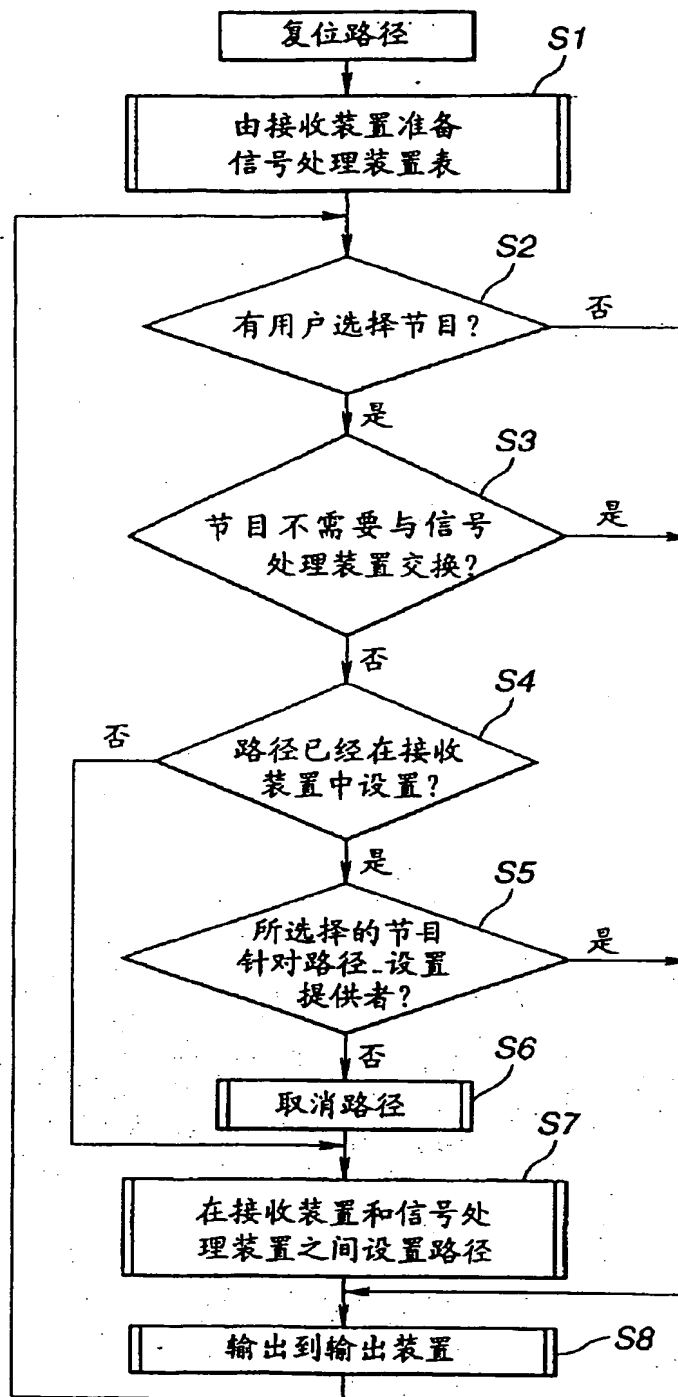 复位路径
S1
由接收装置准备
信号处理装置表
S2
有用户选择节目?
否
是
S3
节目不需要与信号
处理装置交换?
是
否
S4
否
路径已经在接收
装置中设置?
是
S5
所选择的节目
针对路径_设置
提供者?
是
否
S6
取消路径
S7
在接收装置和信号处
理装置之间设置路径
输出到输出装置
S8